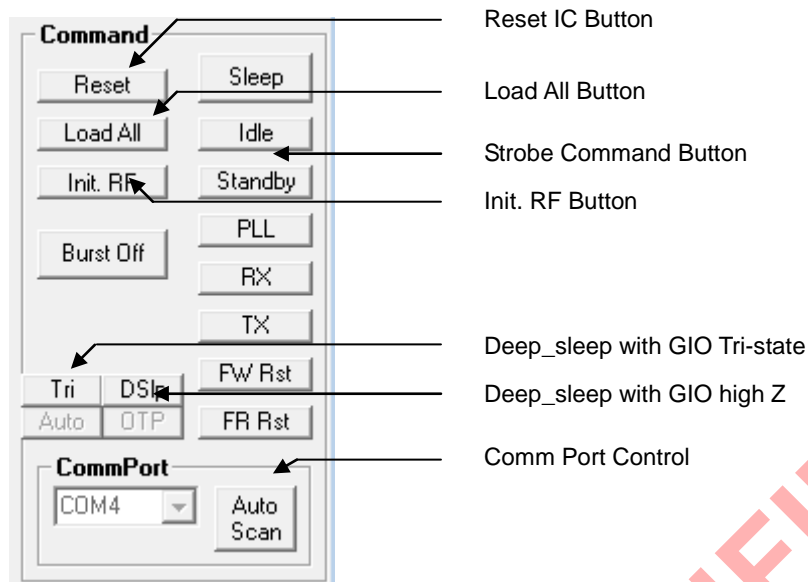 Command
Reset
Sleep
Load All
Idle
Init. RF
Standby
Burst Off
PLL
RX
TX
Tri
DSlp
FW Rst
Auto
OTP
FR Rst
CommPort
COM4
Auto
Scan
Reset IC Button
Load All Button
Strobe Command Button
Init. RF Button
Deep_sleep with GIO Tri-state
Deep_sleep with GIO high Z
Comm Port Control